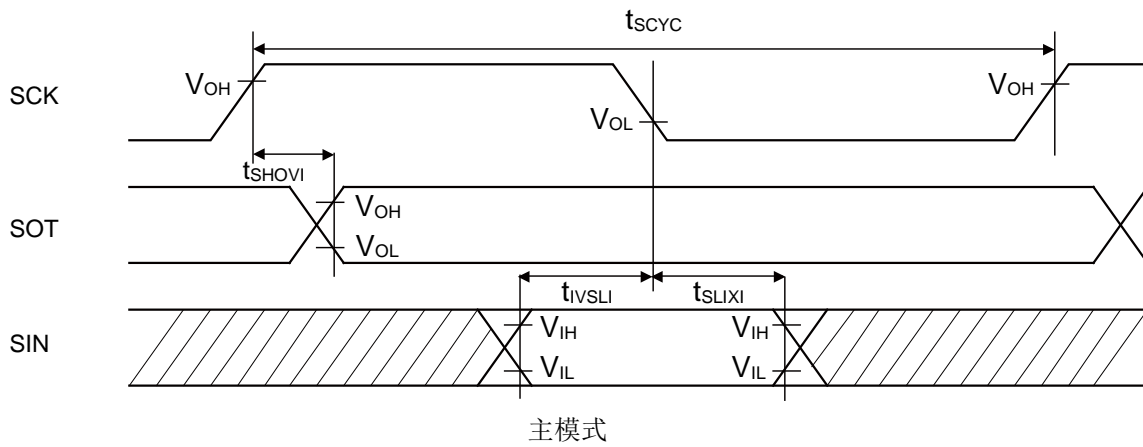 tSCYC
SCK
VOH
VOL
VOH
tSHOVI
SOT
VOH
VOL
tIVSLI
tSLIXI
SIN
VIH
VIL
VIH
VIL
主模式